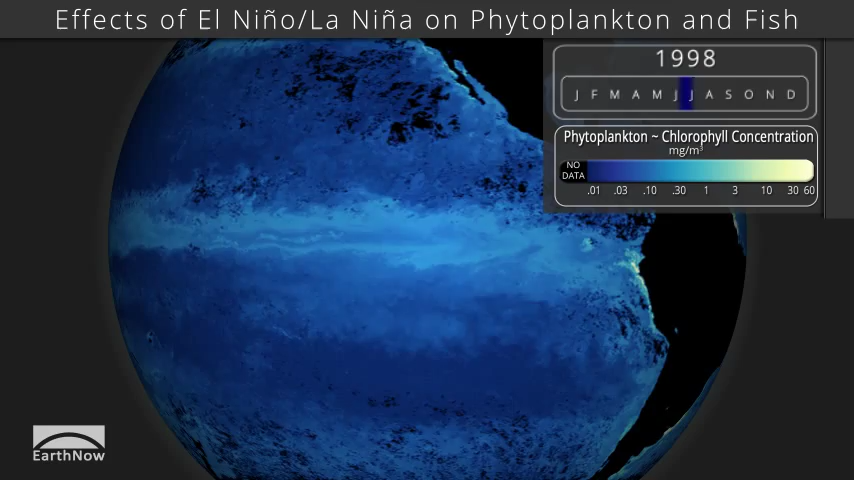 Effects of El Niño/La Niña on Phytoplankton and Fish
1998
J F M A M J J A S O N D
Phytoplankton ~ Chlorophyll Concentration
mg/m³
NO
DATA
.01 .03 .10 .30 1 3 10 30 60
EarthNow